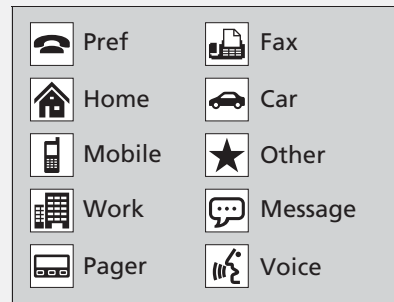 Pref
Fax
Home
Car
Mobile
Other
Work
Message
Pager
Voice